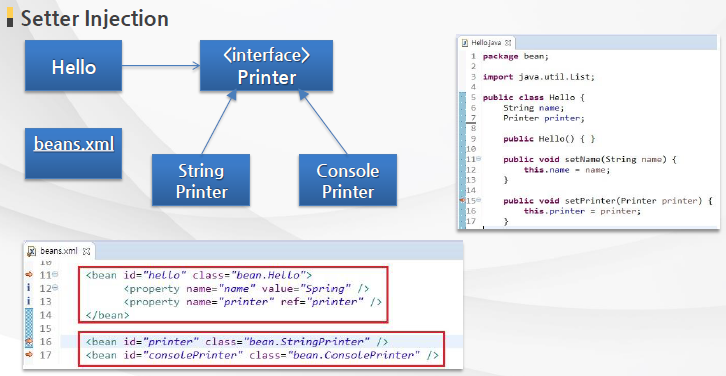 Setter Injection
Hello
<interface>
Printer
beans.xml
String
Printer
Console
Printer
Hello.java
1 package bean;
2
3 import java.util.List;
4
5 public class Hello {
6 String name;
7 Printer printer;
8
9 public Hello() { }
10
11 public void setName(String name) {
12 this.name = name;
13 }
14
15 public void setPrinter(Printer printer) {
16 this.printer = printer;
17 }
beans.xml
10
11 <bean id="hello" class="bean.Hello">
12 <property name="name" value="Spring" />
13 <property name="printer" ref="printer" />
14 </bean>
15
16 <bean id="printer" class="bean.StringPrinter" />
17 <bean id="consolePrinter" class="bean.ConsolePrinter" />